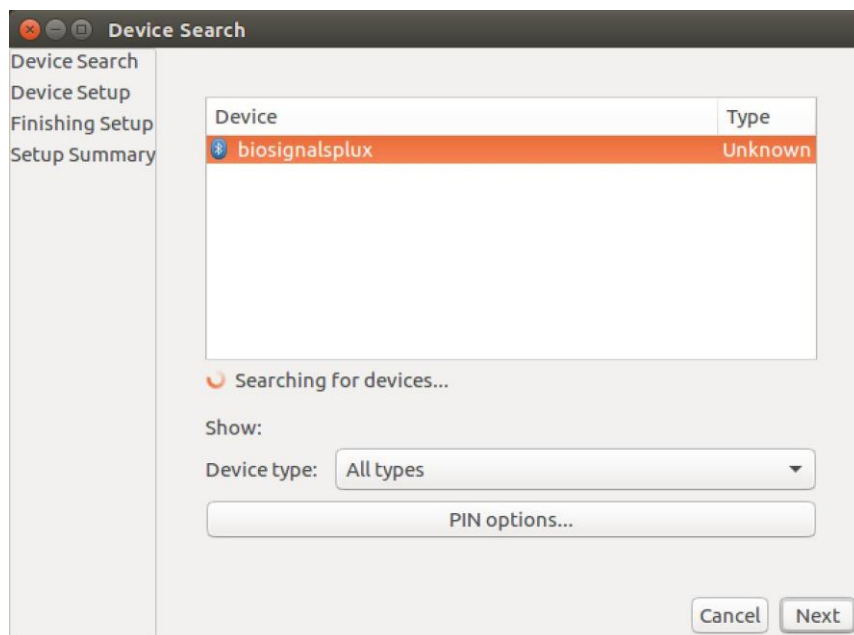 Device Search
Device Search
Device Setup
Finishing Setup
Setup Summary
Device Type
biosignalsplux Unknown
Searching for devices...
Show:
Device type: All types
PIN options...
Cancel Next